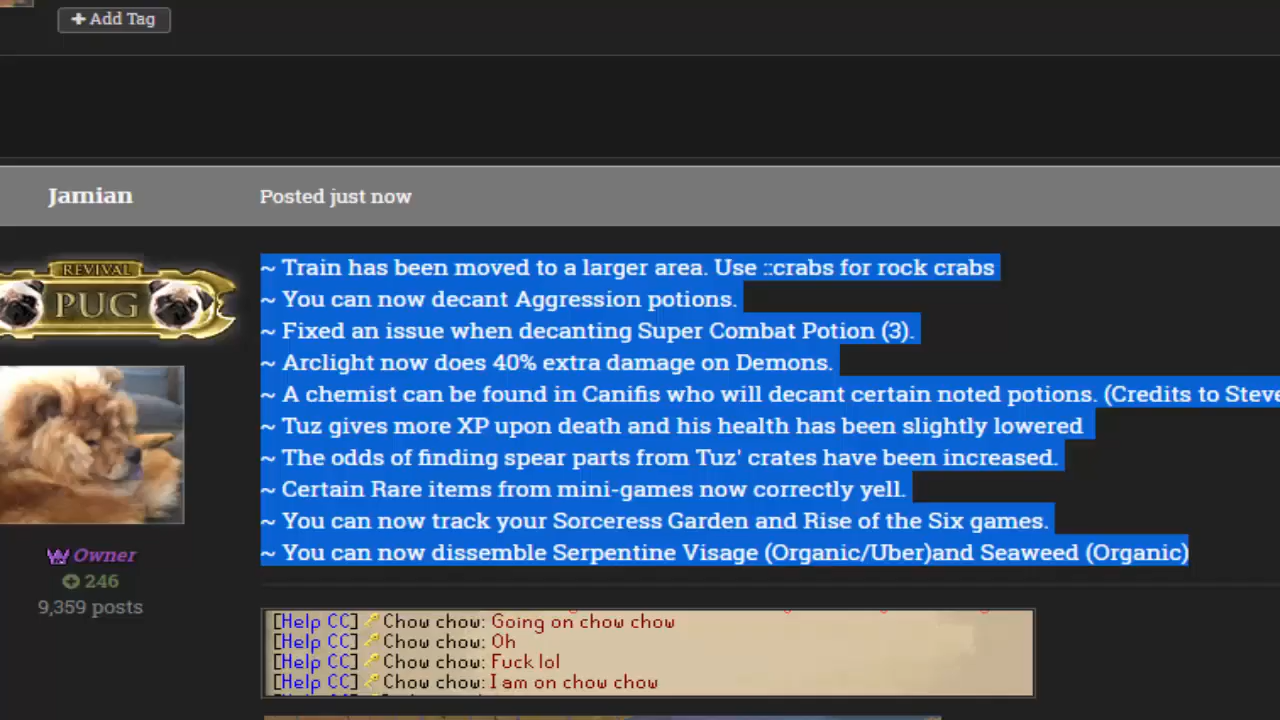 + Add Tag
Jamian
Posted just now
REVIVAL
PUG
~ Train has been moved to a larger area. Use ::crabs for rock crabs
~ You can now decant Aggression potions.
~ Fixed an issue when decanting Super Combat Potion (3).
~ Arclight now does 40% extra damage on Demons.
~ A chemist can be found in Canifis who will decant certain noted potions. (Credits to Steve
~ Tuz gives more XP upon death and his health has been slightly lowered
~ The odds of finding spear parts from Tuz' crates have been increased.
~ Certain Rare items from mini-games now correctly yell.
~ You can now track your Sorceress Garden and Rise of the Six games.
~ You can now dissemble Serpentine Visage (Organic/Uber)and Seaweed (Organic)
Owner
246
9,359 posts
[Help CC] Chow chow: Going on chow chow
[Help CC] Chow chow: Oh
[Help CC] Chow chow: Fuck lol
[Help CC] Chow chow: I am on chow chow